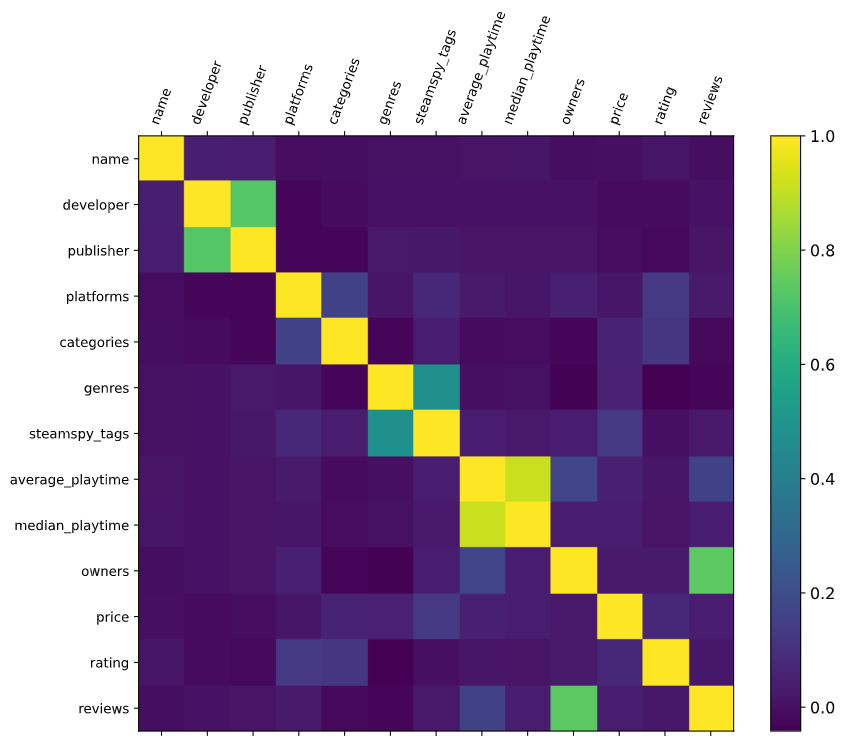 name
developer
publisher
platforms
categories
genres
steamspy_tags
average_playtime
median_playtime
owners
price
rating
reviews
name
developer
publisher
platforms
categories
genres
steamspy_tags
average_playtime
median_playtime
owners
price
rating
reviews
1.0
0.8
0.6
0.4
0.2
0.0